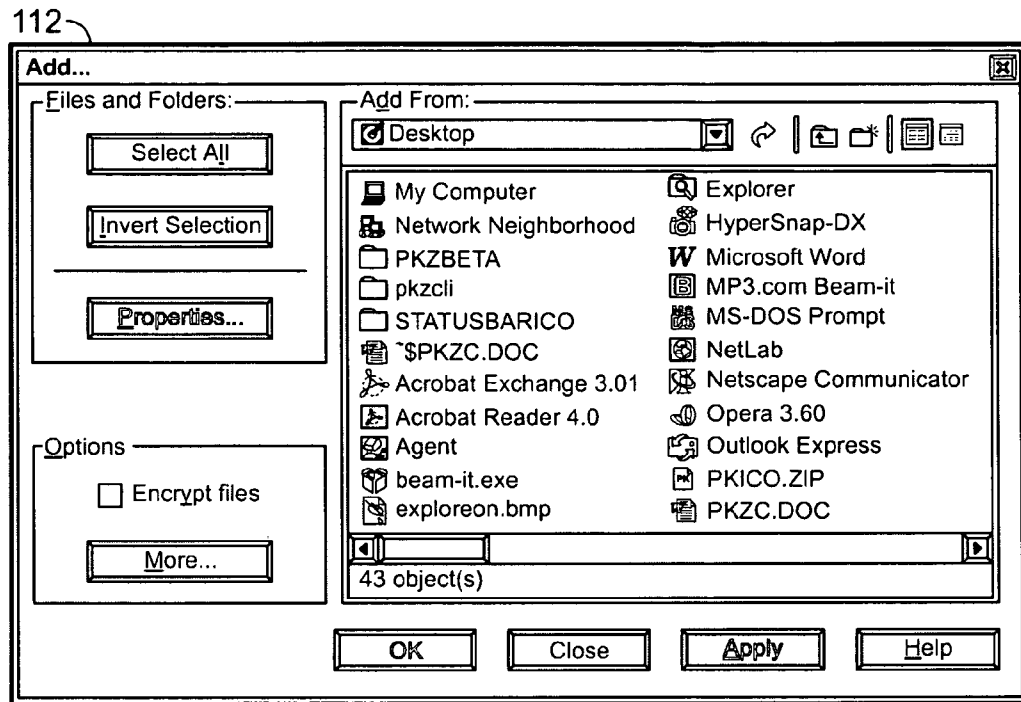 112
Add...
Files and Folders:
Select All
Invert Selection
Properties...
Options
Encrypt files
More...
Add From:
Desktop
My Computer
Network Neighborhood
PKZBETA
pkzcli
STATUSBARICO
~$PKZC.DOC
Acrobat Exchange 3.01
Acrobat Reader 4.0
Agent
beam-it.exe
exploreon.bmp
Explorer
HyperSnap-DX
Microsoft Word
MP3.com Beam-it
MS-DOS Prompt
NetLab
Netscape Communicator
Opera 3.60
Outlook Express
PKICO.ZIP
PKZC.DOC
43 object(s)
OK
Close
Apply
Help